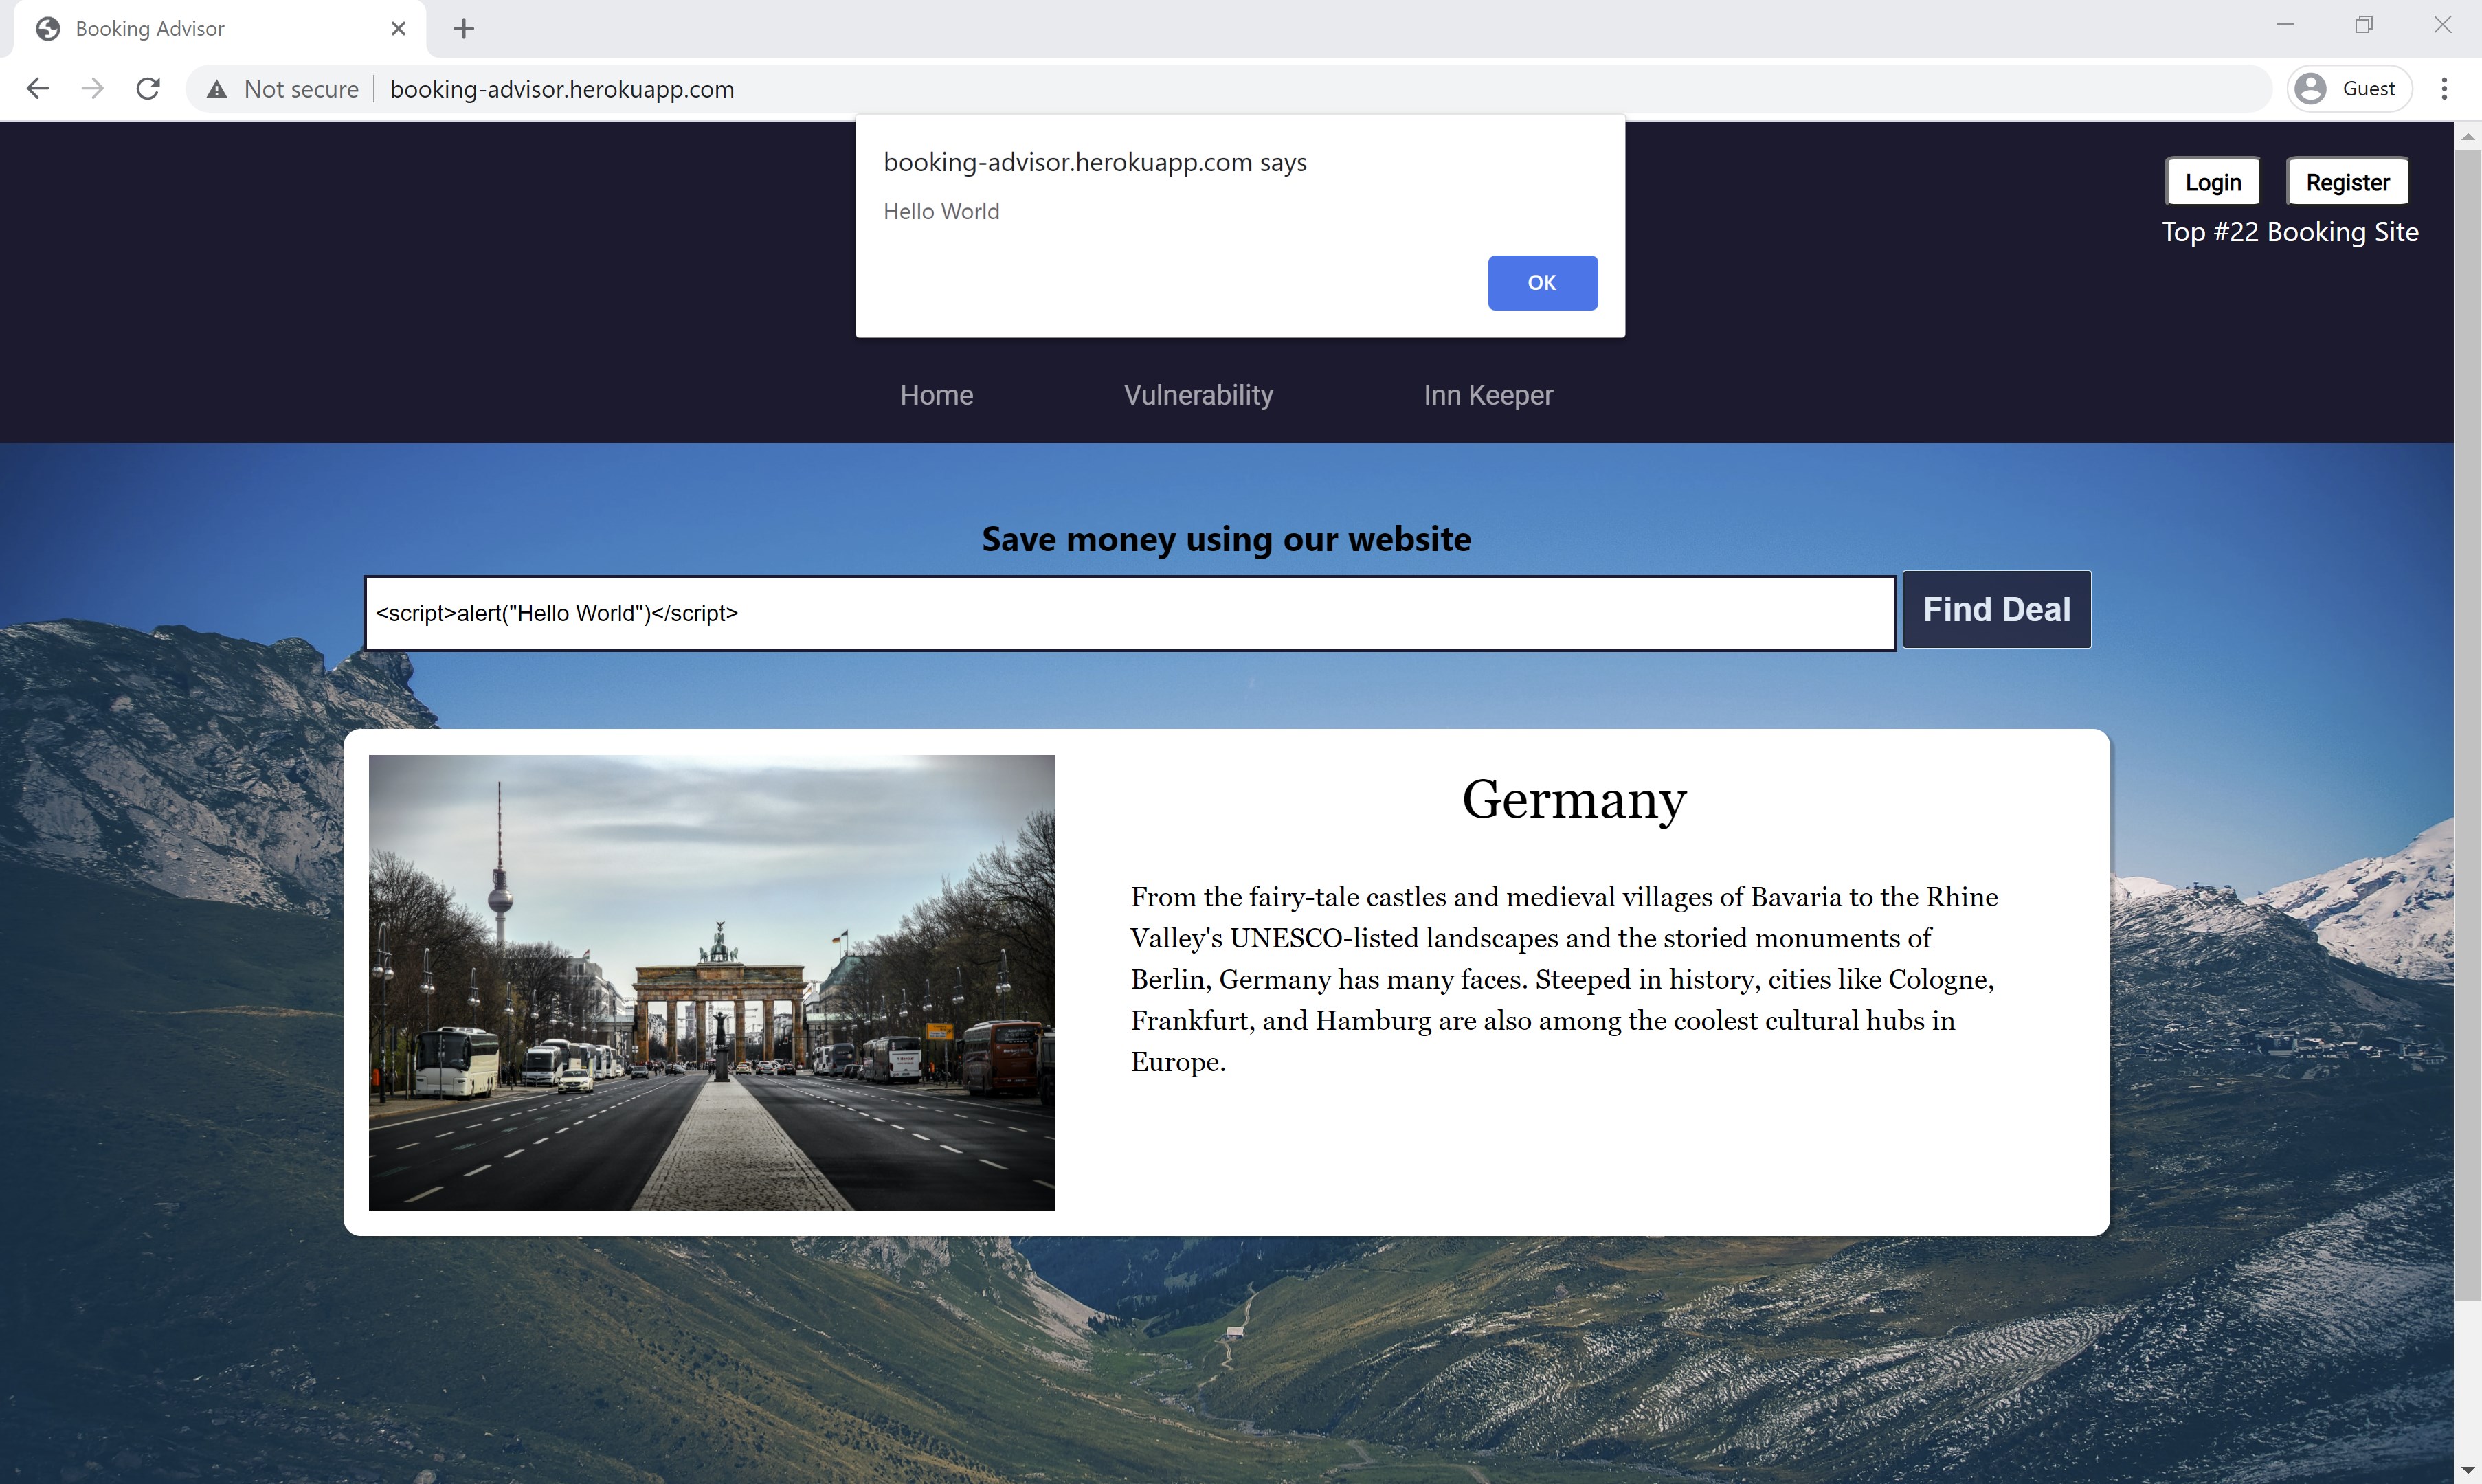 Booking Advisor
Not secure
booking-advisor.herokuapp.com
Guest
booking-advisor.herokuapp.com says
Hello World
OK
Login
Register
Top #22 Booking Site
Home
Vulnerability
Inn Keeper
Save money using our website
<script>alert("Hello World")</script>
Find Deal
Germany
From the fairy-tale castles and medieval villages of Bavaria to the Rhine
Valley's UNESCO-listed landscapes and the storied monuments of
Berlin, Germany has many faces. Steeped in history, cities like Cologne,
Frankfurt, and Hamburg are also among the coolest cultural hubs in
Europe.